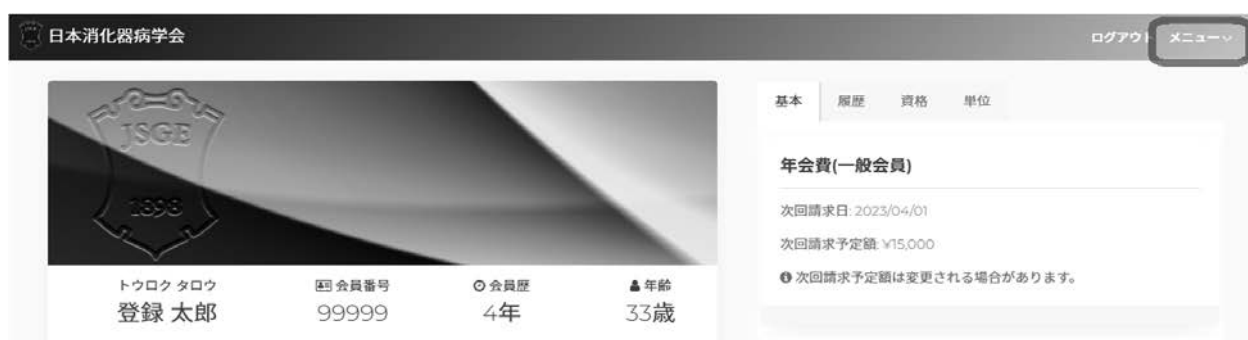 日本消化器病学会
ログアウト メニュー
JSGE
1898
トウロク タロウ
登録 太郎
会員番号
99999
会員歴
4年
年齢
33歳
基本 履歴 資格 単位
年会費(一般会員)
次回請求日: 2023/04/01
次回請求予定額: ¥15,000
次回請求予定額は変更される場合があります。